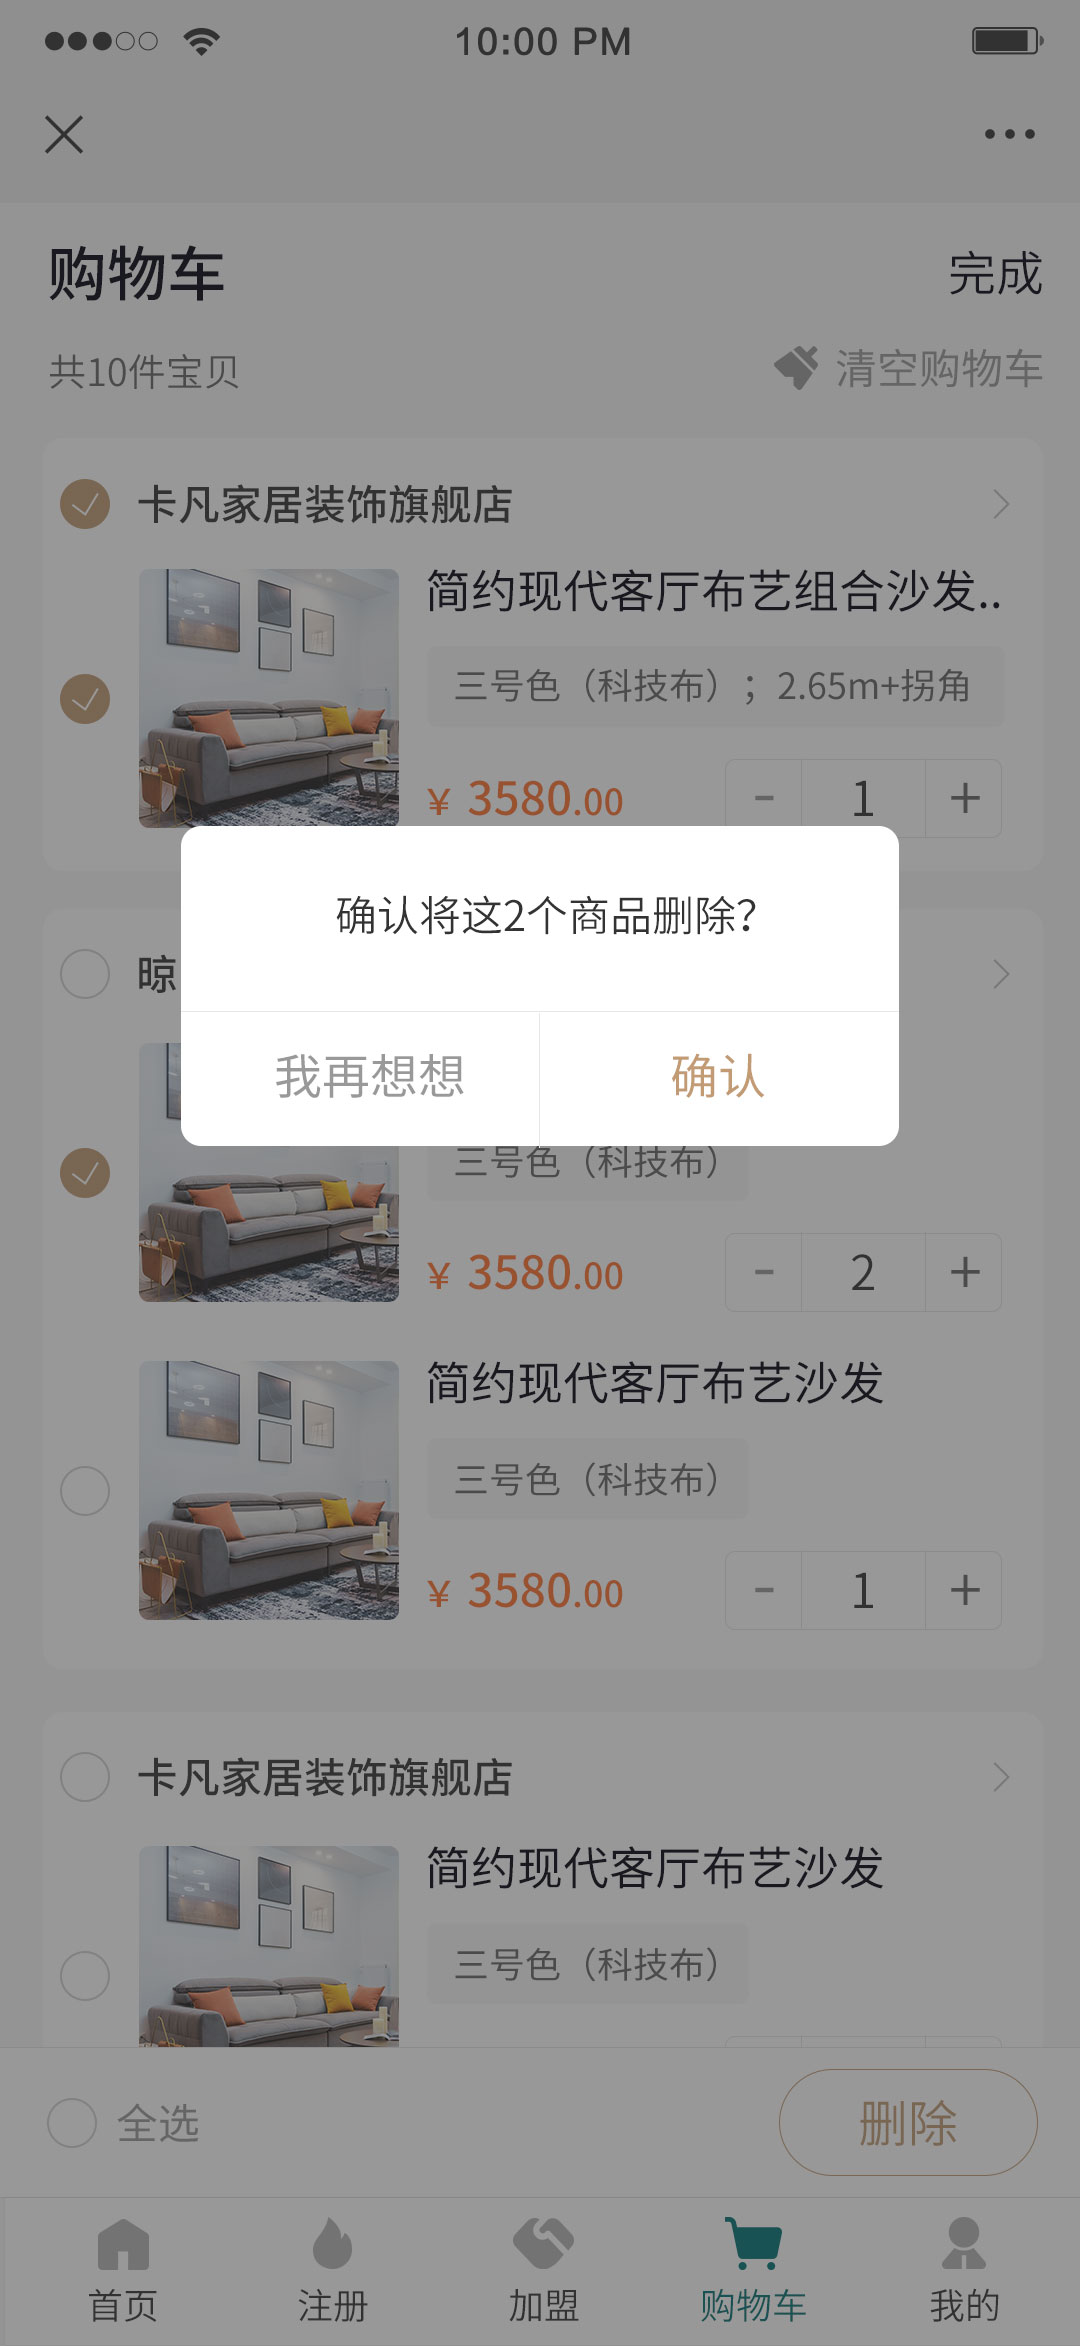 10:00 PM
购物车
完成
共10件宝贝
清空购物车
卡凡家居装饰旗舰店
简约现代客厅布艺组合沙发..
三号色（科技布）；2.65m+拐角
¥ 3580.00
- 1 +
确认将这2个商品删除？
晾
我再想想
确认
三号色（科技布）
¥ 3580.00
- 2 +
简约现代客厅布艺沙发
三号色（科技布）
¥ 3580.00
- 1 +
卡凡家居装饰旗舰店
简约现代客厅布艺沙发
三号色（科技布）
全选
删除
首页
注册
加盟
购物车
我的